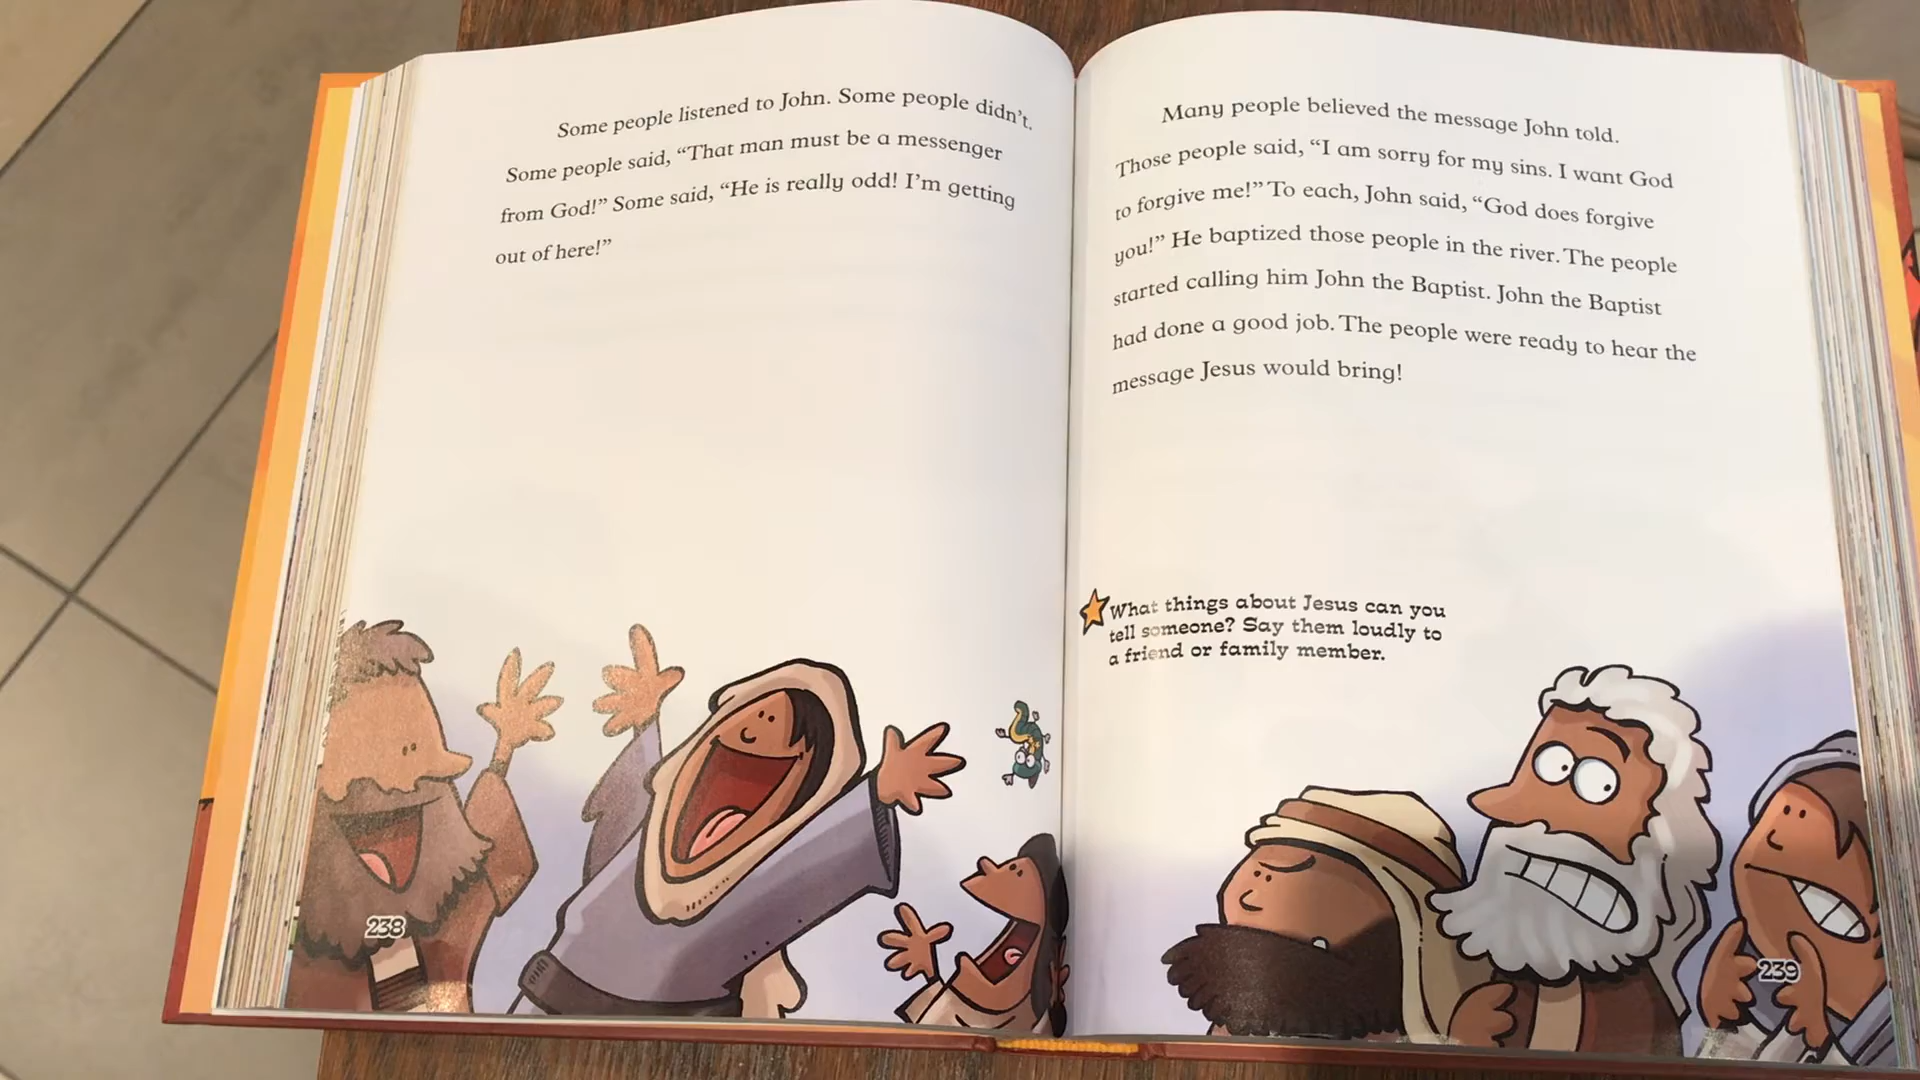 Some people listened to John. Some people didn't.
Some people said, “That man must be a messenger
from God!” Some said, “He is really odd! I'm getting
out of here!”
238
Many people believed the message John told.
Those people said, “I am sorry for my sins. I want God
to forgive me!” To each, John said, “God does forgive
you!” He baptized those people in the river. The people
started calling him John the Baptist. John the Baptist
had done a good job. The people were ready to hear the
message Jesus would bring!
What things about Jesus can you
tell someone? Say them loudly to
a friend or family member.
239